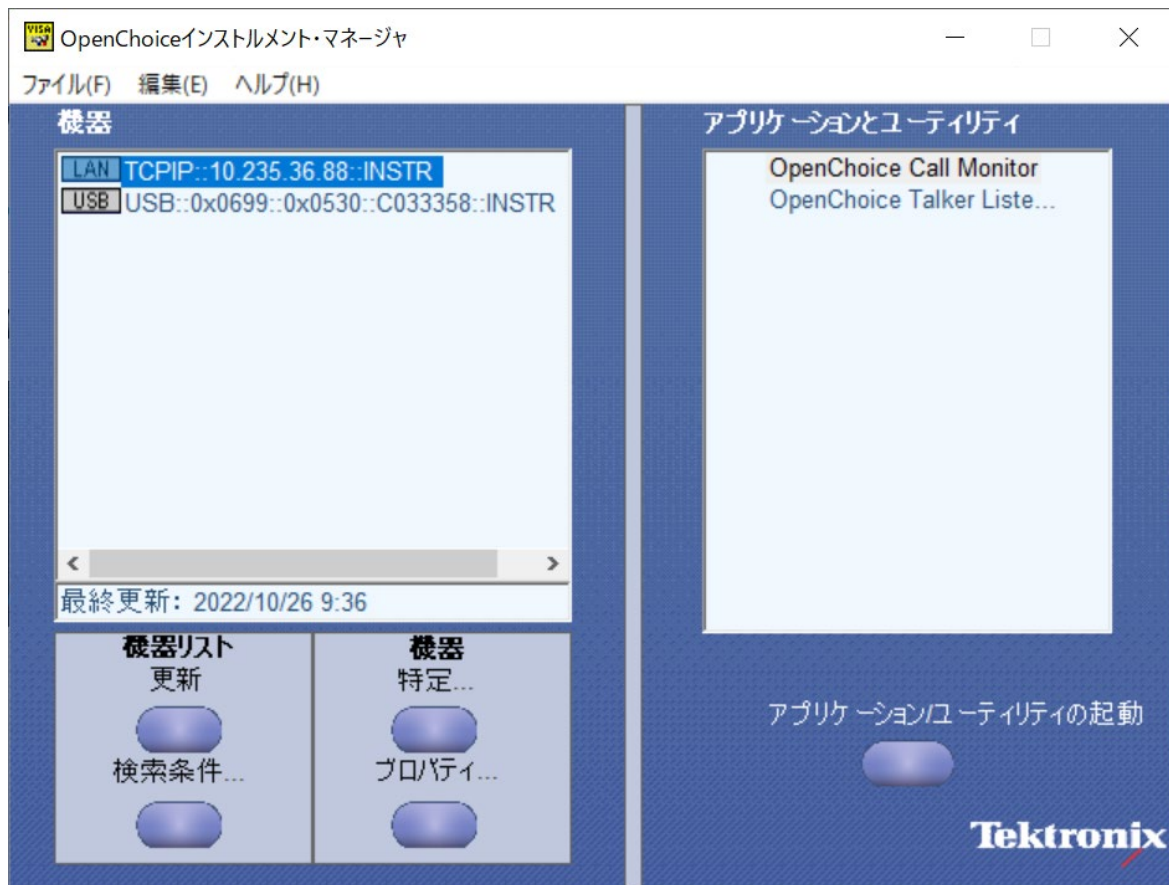 VISA
OpenChoiceインストルメント・マネージャ
ファイル(F) 編集(E) ヘルプ(H)
機器
LAN TCPIP::10.235.36.88::INSTR
USB USB::0x0699::0x0530::C033358::INSTR
最終更新: 2022/10/26 9:36
機器リスト
更新
検索条件...
機器
特定...
プロパティ...
アプリケーションとユーティリティ
OpenChoice Call Monitor
OpenChoice Talker Liste...
アプリケーション/ユーティリティの起動
Tektronix